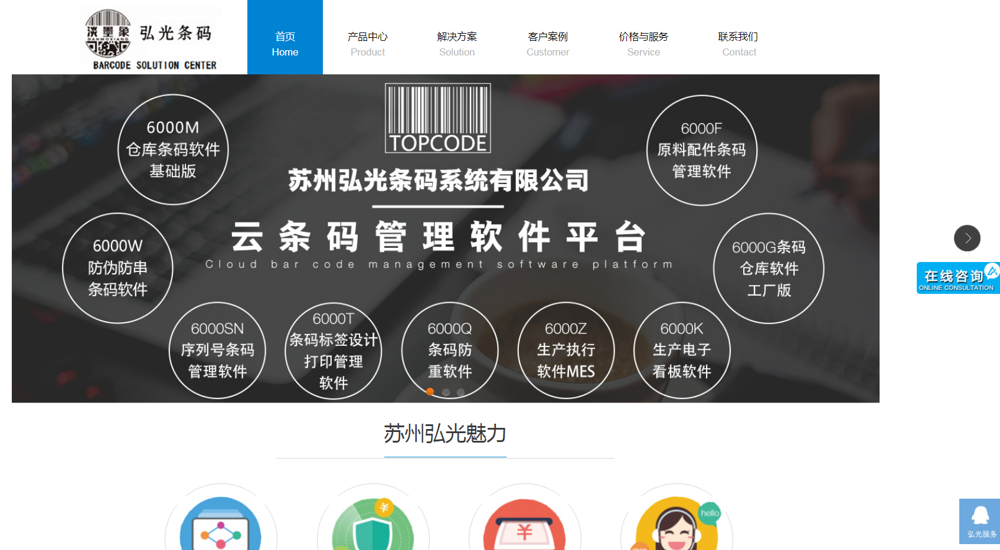 淡墨象
DANMOXIANG
弘光条码
BARCODE SOLUTION CENTER
首页
Home
产品中心
Product
解决方案
Solution
客户案例
Customer
价格与服务
Service
联系我们
Contact
TOPCODE
苏州弘光条码系统有限公司
云条码管理软件平台
Cloud bar code management software platform
6000M
仓库条码软件
基础版
6000F
原料配件条码
管理软件
6000W
防伪防串
条码软件
6000G条码
仓库软件
工厂版
6000SN
序列号条码
管理软件
6000T
条码标签设计
打印管理
软件
6000Q
条码防
重软件
6000Z
生产执行
软件MES
6000K
生产电子
看板软件
在线咨询
ONLINE CONSULTATION
苏州弘光魅力
¥
¥
hello
弘光服务